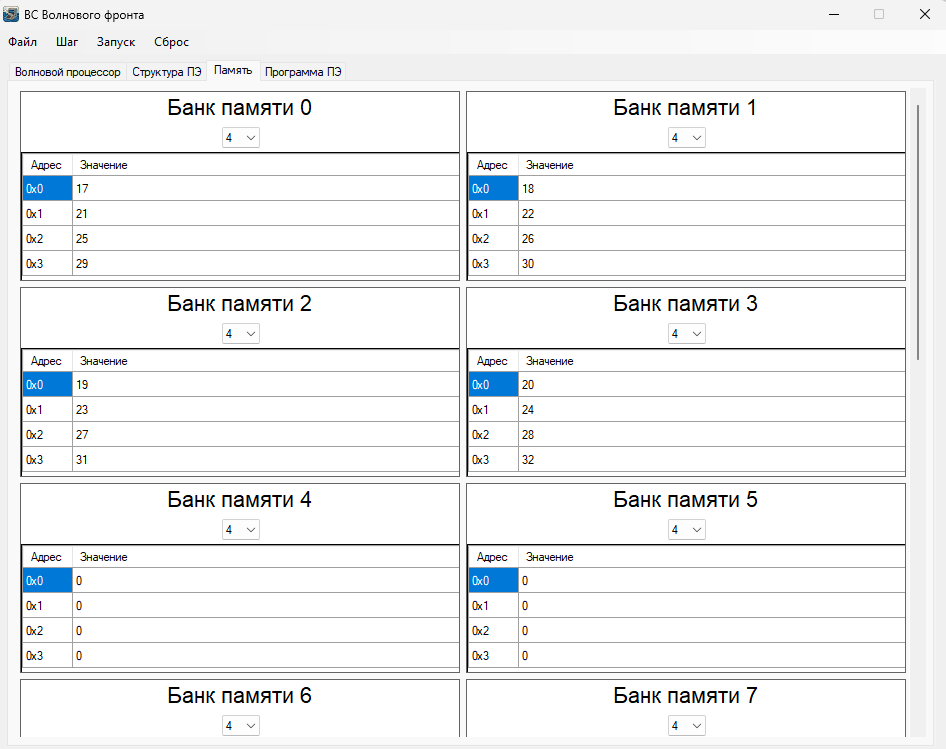 ВС Волнового фронта
Файл Шаг Запуск Сброс
Волновой процессор Структура ПЭ Память Программа ПЭ
Банк памяти 0
4
Адрес Значение
0x0 17
0x1 21
0x2 25
0x3 29
Банк памяти 1
4
Адрес Значение
0x0 18
0x1 22
0x2 26
0x3 30
Банк памяти 2
4
Адрес Значение
0x0 19
0x1 23
0x2 27
0x3 31
Банк памяти 3
4
Адрес Значение
0x0 20
0x1 24
0x2 28
0x3 32
Банк памяти 4
4
Адрес Значение
0x0 0
0x1 0
0x2 0
0x3 0
Банк памяти 5
4
Адрес Значение
0x0 0
0x1 0
0x2 0
0x3 0
Банк памяти 6
4
Банк памяти 7
4